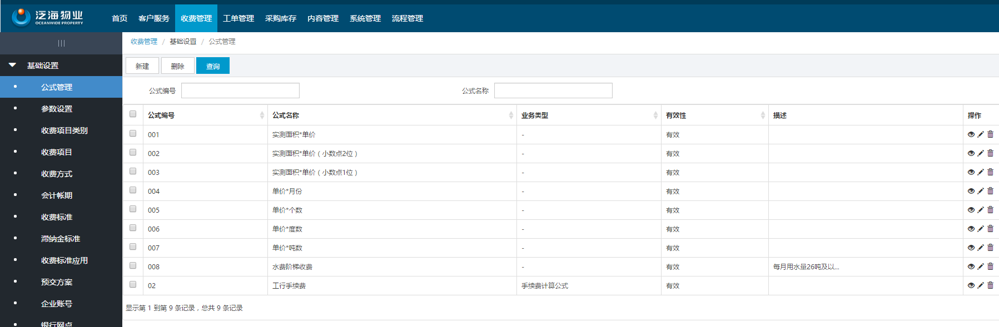 泛海物业
OCEANWIDE PROPERTY
首页 客户服务 收费管理 工单管理 采购库存 内容管理 系统管理 流程管理
收费管理 / 基础设置 / 公式管理
基础设置
公式管理
参数设置
收费项目类别
收费项目
收费方式
会计帐期
收费标准
滞纳金标准
收费标准应用
预交方案
企业账号
银行网点
新建 删除 查询
公式编号 公式名称
公式编号 公式名称 业务类型 有效性 描述 操作
001 实测面积*单价 - 有效
002 实测面积*单价（小数点2位） - 有效
003 实测面积*单价（小数点1位） - 有效
004 单价*月份 - 有效
005 单价*个数 - 有效
006 单价*度数 - 有效
007 单价*吨数 - 有效
008 水费阶梯收费 - 有效 每月用水量26吨及以...
02 工行手续费 手续费计算公式 有效
显示第 1 到第 9 条记录，总共 9 条记录